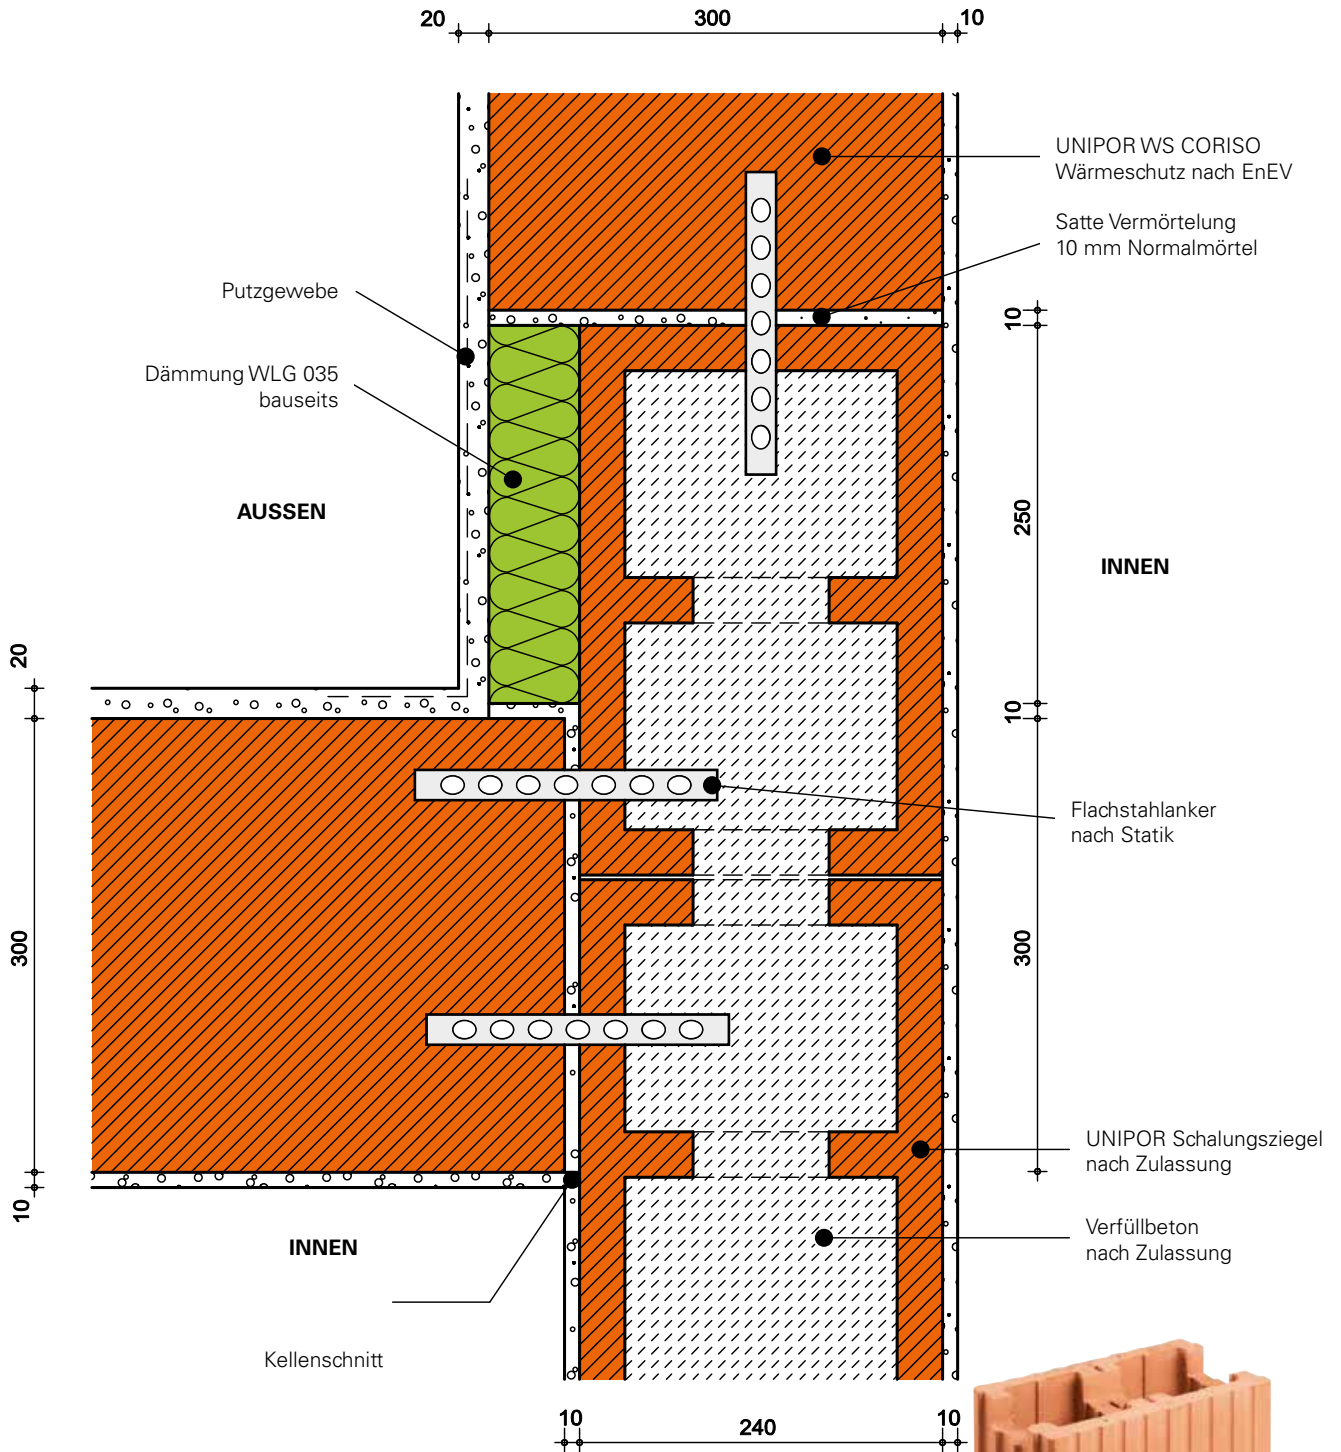 20
300
10
UNIPOR WS CORISO
Wärmeschutz nach EnEV
Satte Vermörtelung
10 mm Normalmörtel
Putzgewebe
10
Dämmung WLG 035
bauseits
AUSSEN
250
INNEN
20
10
Flachstahlanker
nach Statik
300
300
UNIPOR Schalungsziegel
nach Zulassung
10
Verfüllbeton
nach Zulassung
INNEN
Kellenschnitt
10
240
10